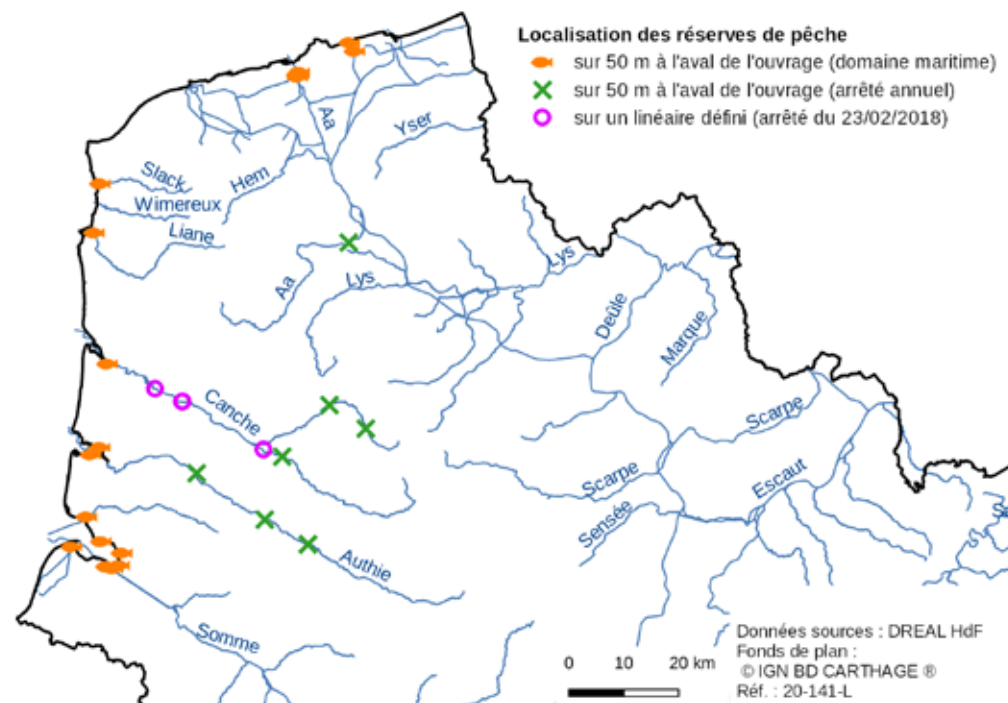 Localisation des réserves de pêche
sur 50 m à l'aval de l'ouvrage (domaine maritime)
sur 50 m à l'aval de l'ouvrage (arrêté annuel)
sur un linéaire défini (arrêté du 23/02/2018)
Aa
Yser
Slack
Hem
Wimereux
Liane
Lys
Aa
Lys
Deûle
Marque
Canche
Scarpe
Scarpe
Escaut
Sensée
Authie
Somme
0 10 20 km
Données sources : DREAL HdF
Fonds de plan :
© IGN BD CARTHAGE ®
Réf. : 20-141-L